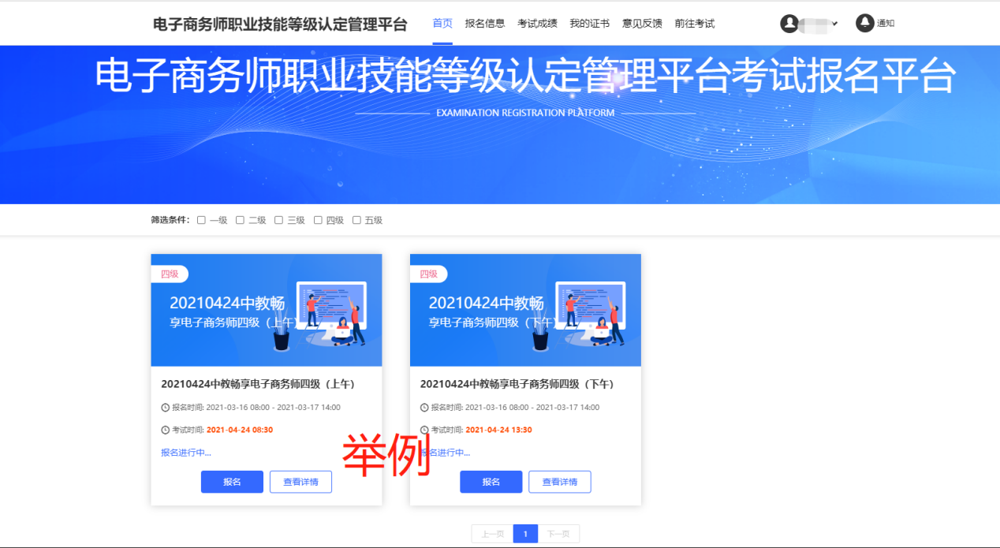 电子商务师职业技能等级认定管理平台 首页 报名信息 考试成绩 我的证书 意见反馈 前往考试 通知
电子商务师职业技能等级认定管理平台考试报名平台
EXAMINATION REGISTRATION PLATFORM
筛选条件： 一级 二级 三级 四级 五级
四级
20210424中教畅
享电子商务师四级（上午）
20210424中教畅享电子商务师四级（上午）
报名时间: 2021-03-16 08:00 - 2021-03-17 14:00
考试时间: 2021-04-24 08:30
报名进行中...
报名 查看详情
四级
20210424中教畅
享电子商务师四级（下午）
20210424中教畅享电子商务师四级（下午）
报名时间: 2021-03-16 08:00 - 2021-03-17 14:00
考试时间: 2021-04-24 13:30
报名进行中...
报名 查看详情
举例
上一页 1 下一页